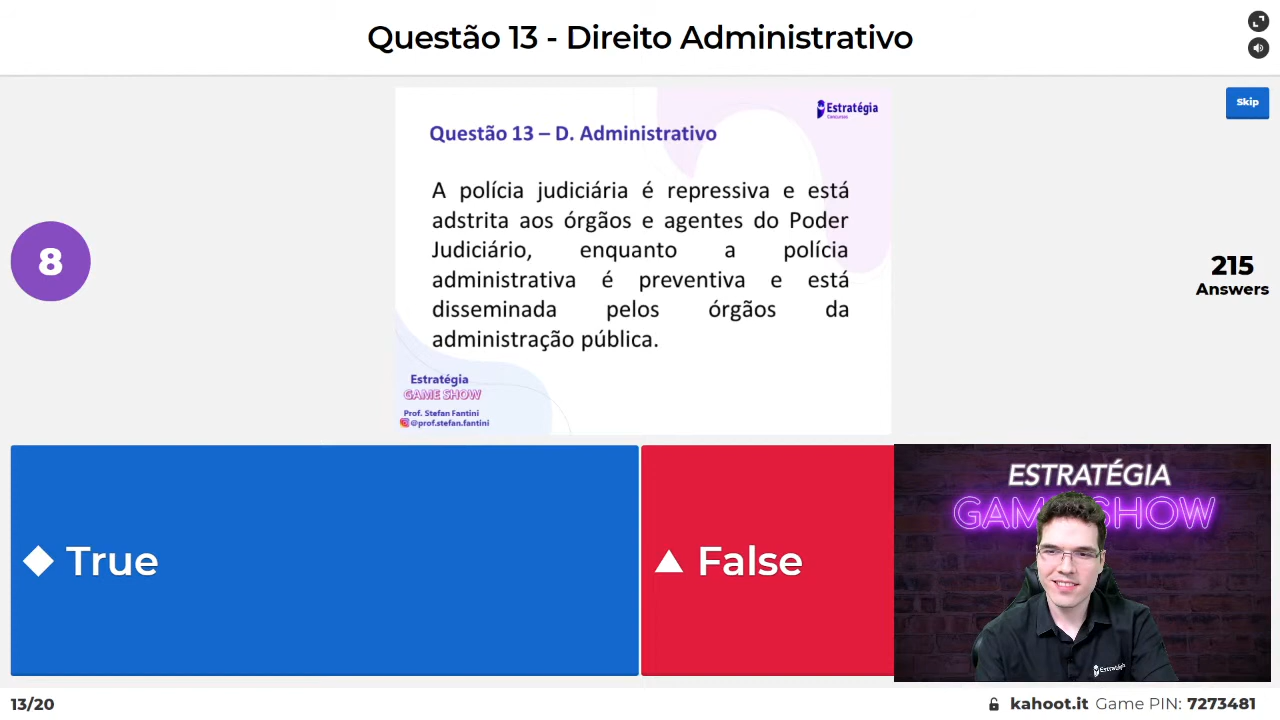 Questão 13 - Direito Administrativo
Skip
Estratégia
Concursos
Questão 13 – D. Administrativo
A polícia judiciária é repressiva e está
adstrita aos órgãos e agentes do Poder
Judiciário, enquanto a polícia
administrativa é preventiva e está
disseminada pelos órgãos da
administração pública.
8
215
Answers
Estratégia
GAME SHOW
Prof. Stefan Fantini
@prof.stefan.fantini
True
False
ESTRATÉGIA
GAME SHOW
Estratégia
13/20
kahoot.it Game PIN: 7273481